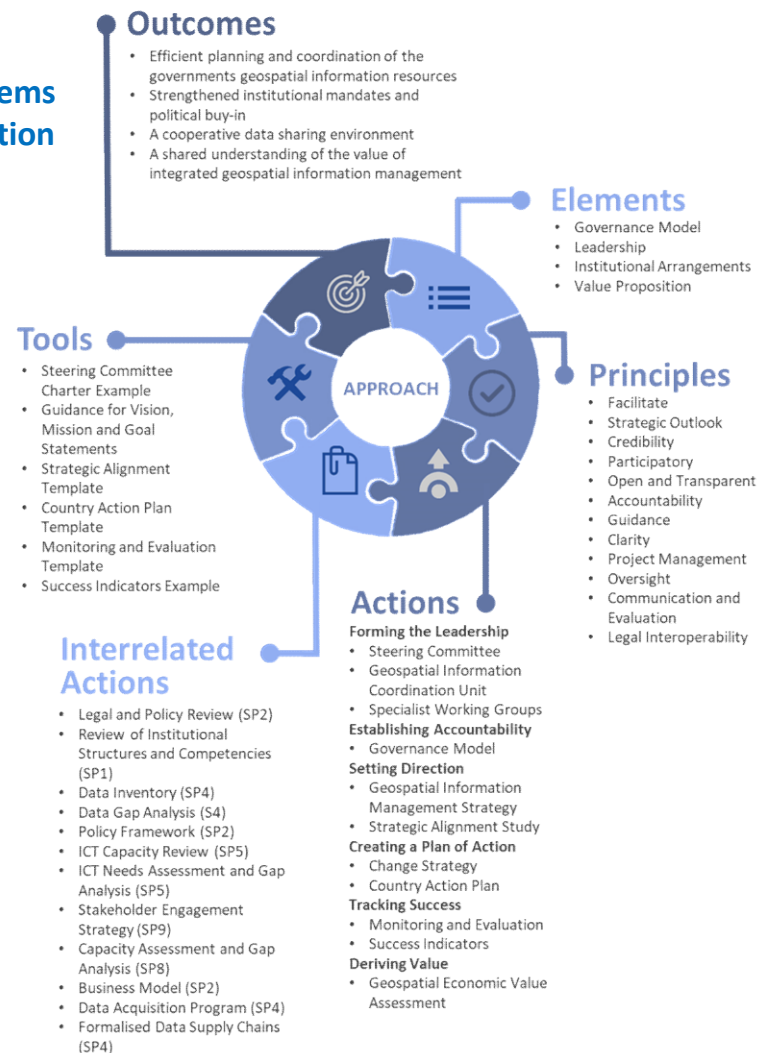 Outcomes
• Efficient planning and coordination of the
governments geospatial information resources
• Strengthened institutional mandates and
political buy-in
• A cooperative data sharing environment
• A shared understanding of the value of
integrated geospatial information management
ems
tion
Elements
• Governance Model
• Leadership
• Institutional Arrangements
• Value Proposition
Tools
• Steering Committee
Charter Example
• Guidance for Vision,
Mission and Goal
Statements
• Strategic Alignment
Template
• Country Action Plan
Template
• Monitoring and Evaluation
Template
• Success Indicators Example
APPROACH
Principles
• Facilitate
• Strategic Outlook
• Credibility
• Participatory
• Open and Transparent
• Accountability
• Guidance
• Clarity
• Project Management
• Oversight
• Communication and
Evaluation
• Legal Interoperability
Interrelated
Actions
• Legal and Policy Review (SP2)
• Review of Institutional
Structures and Competencies
(SP1)
• Data Inventory (SP4)
• Data Gap Analysis (S4)
• Policy Framework (SP2)
• ICT Capacity Review (SP5)
• ICT Needs Assessment and Gap
Analysis (SP5)
• Stakeholder Engagement
Strategy (SP9)
• Capacity Assessment and Gap
Analysis (SP8)
• Business Model (SP2)
• Data Acquisition Program (SP4)
• Formalised Data Supply Chains
(SP4)
Actions
Forming the Leadership
• Steering Committee
• Geospatial Information
Coordination Unit
• Specialist Working Groups
Establishing Accountability
• Governance Model
Setting Direction
• Geospatial Information
Management Strategy
• Strategic Alignment Study
Creating a Plan of Action
• Change Strategy
• Country Action Plan
Tracking Success
• Monitoring and Evaluation
• Success Indicators
Deriving Value
• Geospatial Economic Value
Assessment